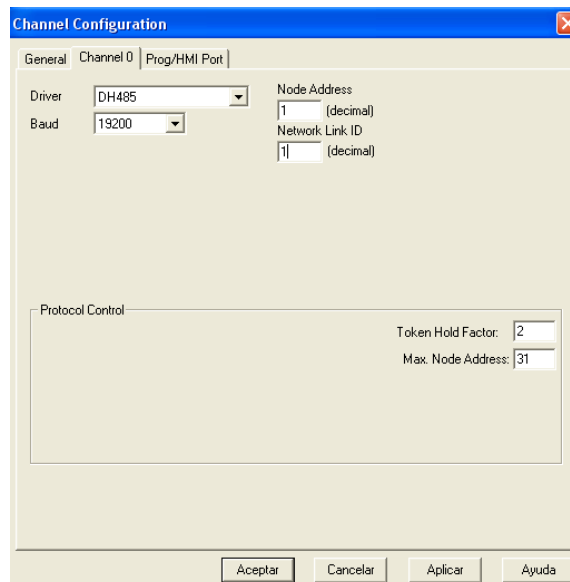 Channel Configuration
General Channel 0 Prog/HMI Port
Driver DH485
Baud 19200
Node Address
1 (decimal)
Network Link ID
1 (decimal)
Protocol Control
Token Hold Factor: 2
Max. Node Address: 31
Aceptar Cancelar Aplicar Ayuda